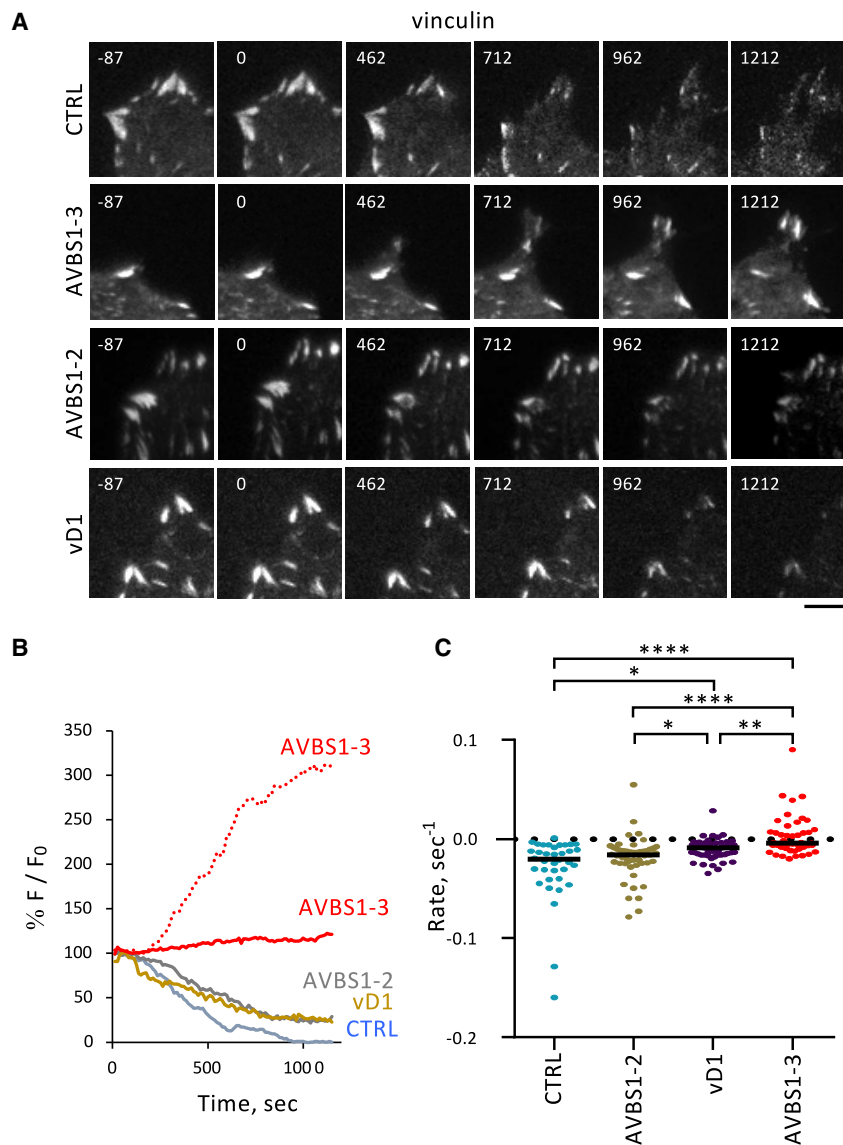 A
vinculin
CTRL
-87 0 462 712 962 1212
AVBS1-3
-87 0 462 712 962 1212
AVBS1-2
-87 0 462 712 962 1212
vD1
-87 0 462 712 962 1212
B
% F / F0
350
300
250
200
150
100
50
0
AVBS1-3
AVBS1-3
AVBS1-2
vD1
CTRL
0 500 1000
Time, sec
C
****
*
****
* **
Rate, sec-1
0.1
0.0
-0.1
-0.2
CTRL
AVBS1-2
vD1
AVBS1-3